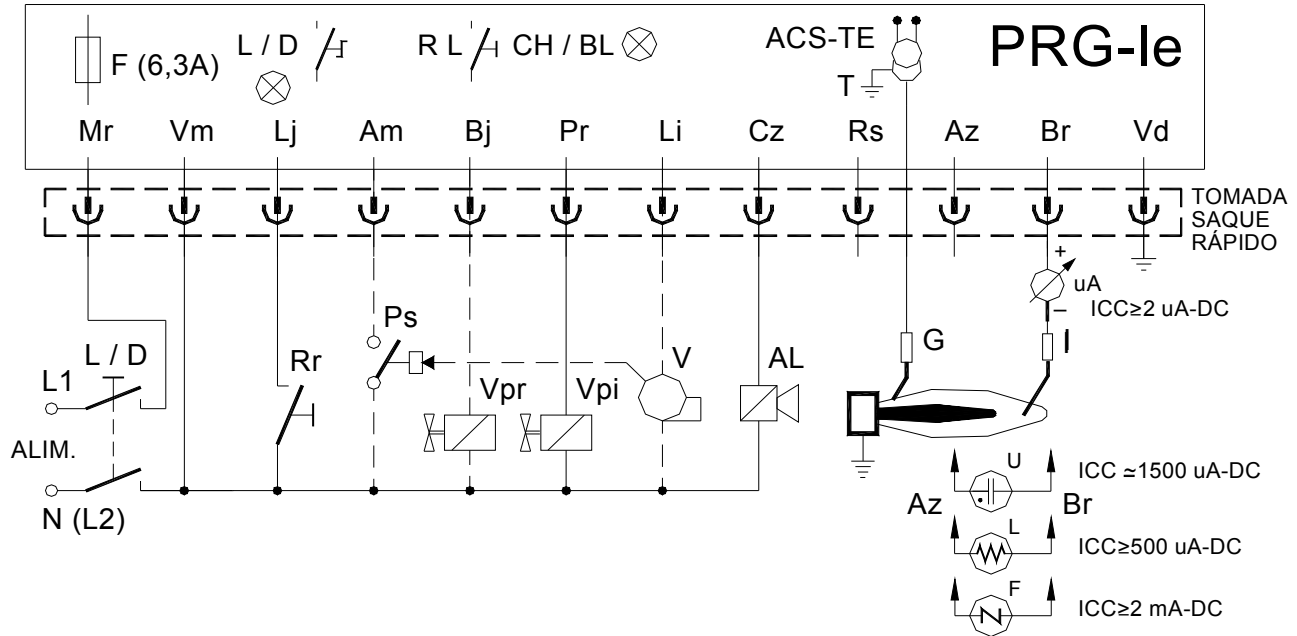 F (6,3A)
L / D
R L
CH / BL
ACS-TE
T
PRG-Ie
Mr Vm Lj Am Bj Pr Li Cz Rs Az Br Vd
TOMADA
SAQUE
RÁPIDO
+
uA
–
ICC≥2 uA-DC
L / D
L1
ALIM.
N (L2)
Rr
Ps
Vpr
Vpi
V
AL
G
I
Az
Br
U
ICC ≃1500 uA-DC
L
ICC≥500 uA-DC
F
ICC≥2 mA-DC